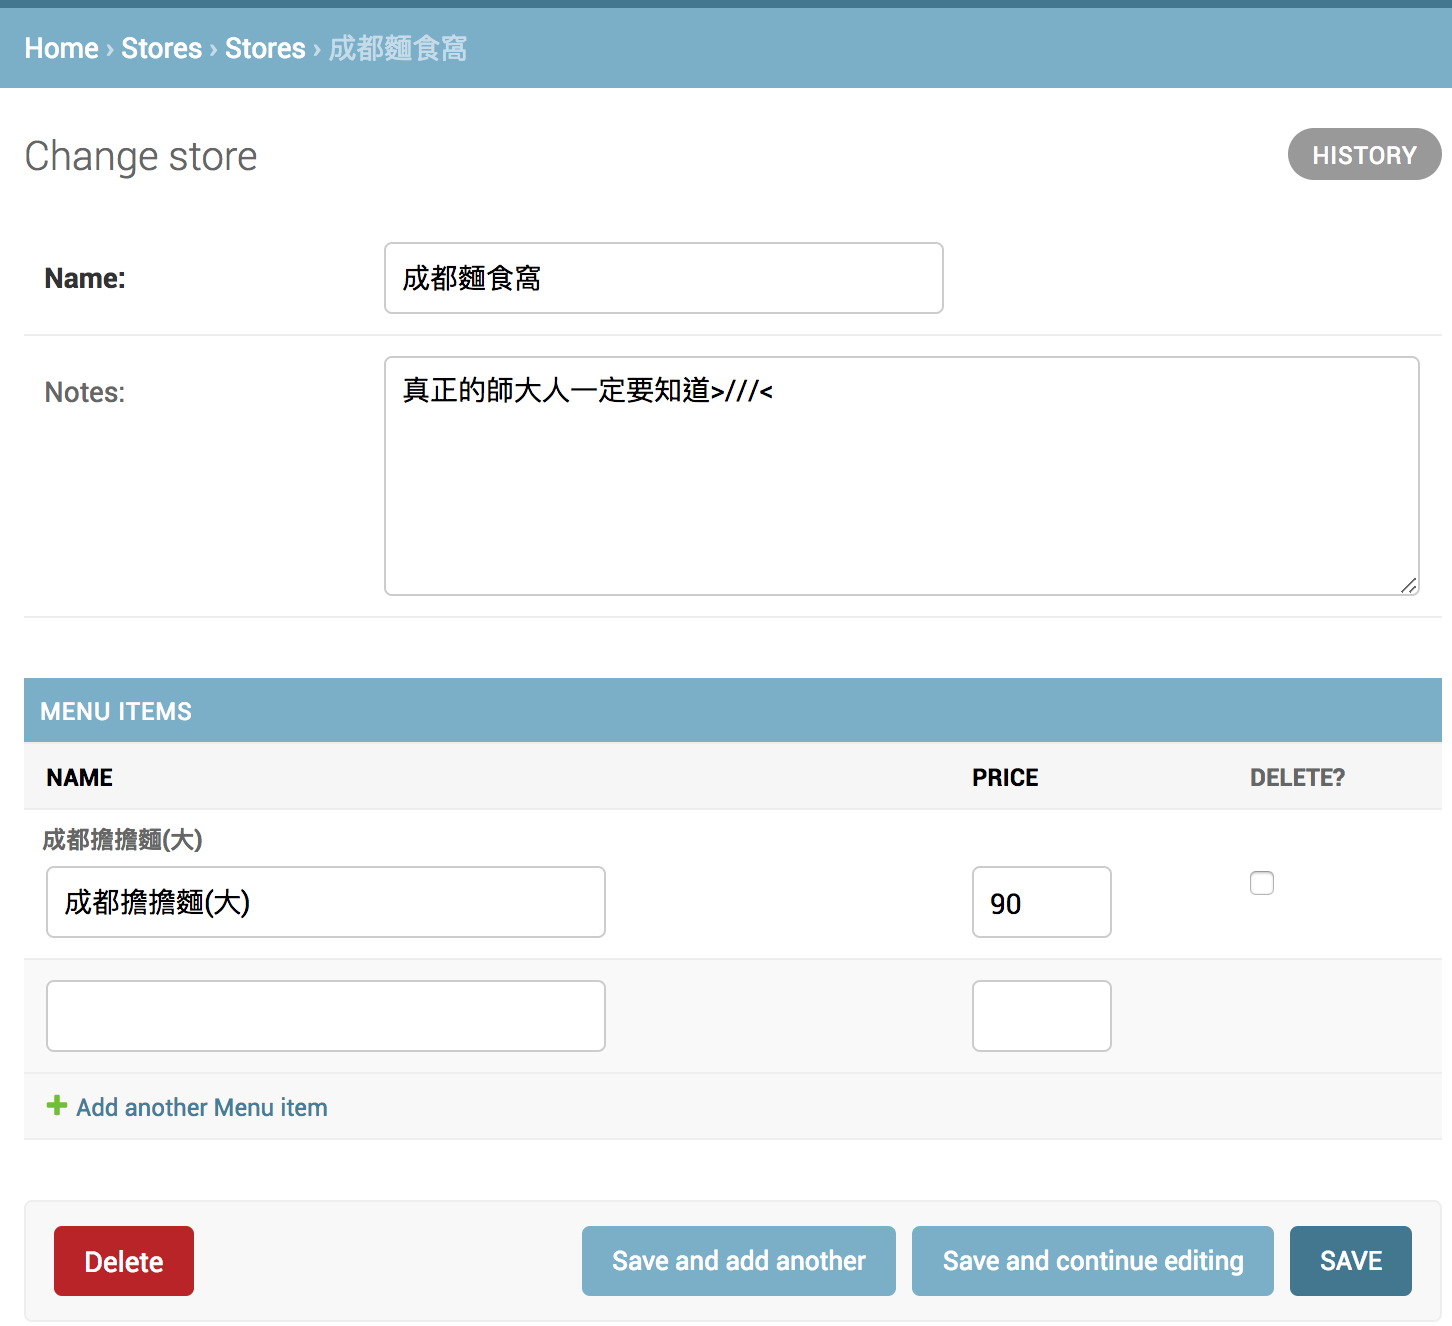 Home › Stores › Stores › 成都麵食窩
Change store
HISTORY
Name:
成都麵食窩
Notes:
真正的師大人一定要知道>///<
MENU ITEMS
NAME PRICE DELETE?
成都擔擔麵(大)
成都擔擔麵(大) 90
Add another Menu item
Delete Save and add another Save and continue editing SAVE